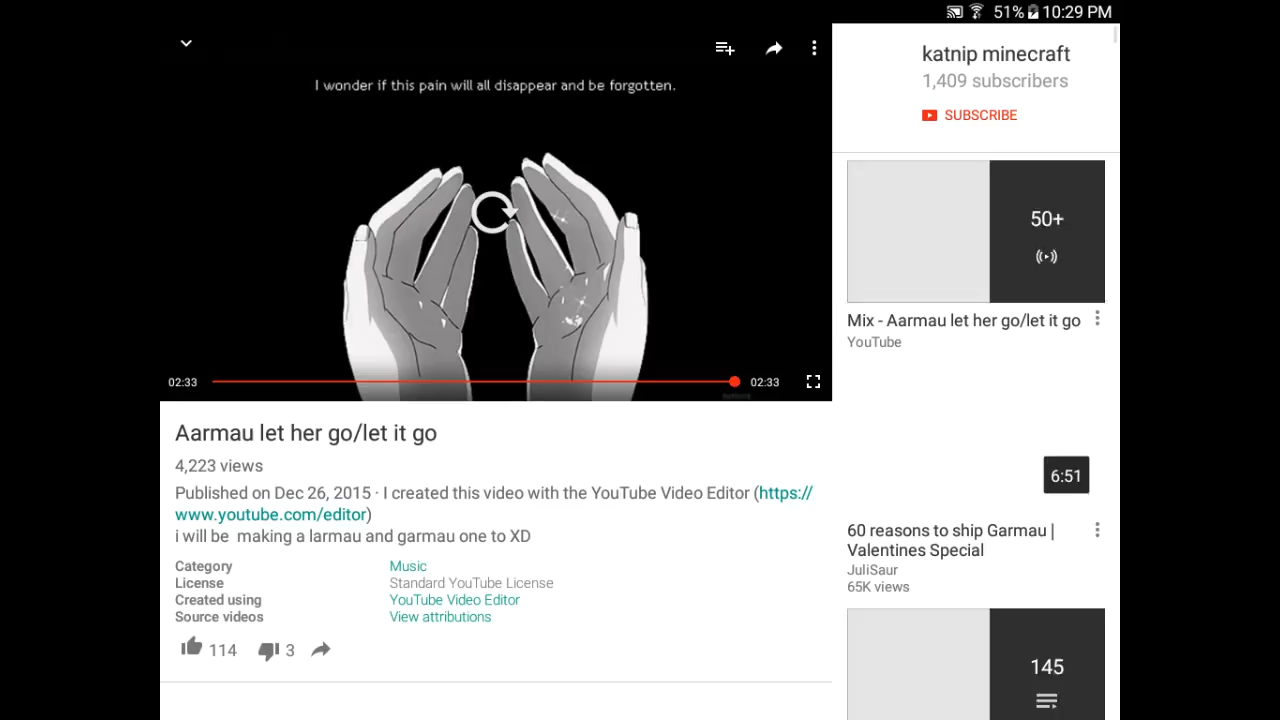 51% 10:29 PM
I wonder if this pain will all disappear and be forgotten.
02:33
02:33
Aarmau let her go/let it go
4,223 views
Published on Dec 26, 2015 · I created this video with the YouTube Video Editor (https://
www.youtube.com/editor)
i will be  making a larmau and garmau one to XD
Category Music
License Standard YouTube License
Created using YouTube Video Editor
Source videos View attributions
114 3
katnip minecraft
1,409 subscribers
SUBSCRIBE
50+
Mix - Aarmau let her go/let it go
YouTube
6:51
60 reasons to ship Garmau |
Valentines Special
JuliSaur
65K views
145